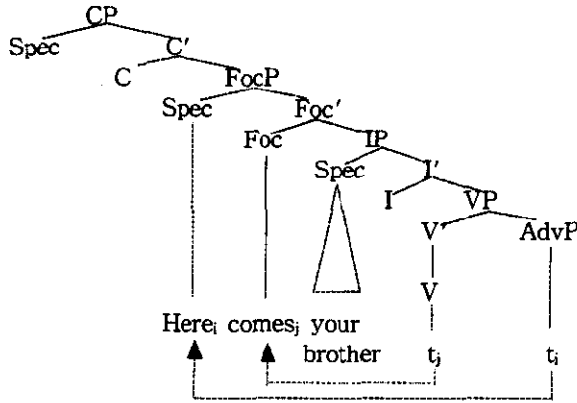 CP
Spec C′
C FocP
Spec Foc′
Foc IP
Spec I′
I VP
V′ AdvP
V
Hereᵢ comesⱼ your
brother tⱼ tᵢ